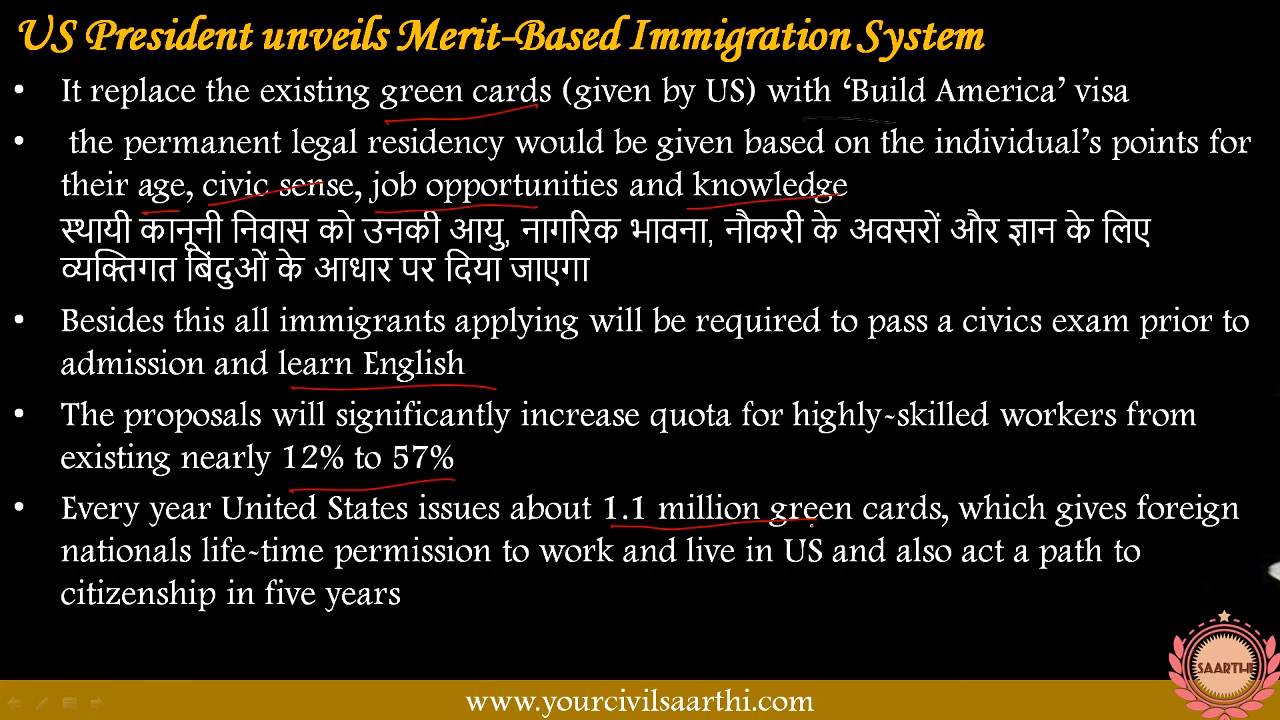 US President unveils Merit-Based Immigration System
• It replace the existing green cards (given by US) with ‘Build America’ visa
• the permanent legal residency would be given based on the individual’s points for
their age, civic sense, job opportunities and knowledge
स्थायी कानूनी निवास को उनकी आयु, नागरिक भावना, नौकरी के अवसरों और ज्ञान के लिए
व्यक्तिगत बिंदुओं के आधार पर दिया जाएगा
• Besides this all immigrants applying will be required to pass a civics exam prior to
admission and learn English
• The proposals will significantly increase quota for highly-skilled workers from
existing nearly 12% to 57%
• Every year United States issues about 1.1 million green cards, which gives foreign
nationals life-time permission to work and live in US and also act a path to
citizenship in five years
SAARTHI
www.yourcivilsaarthi.com